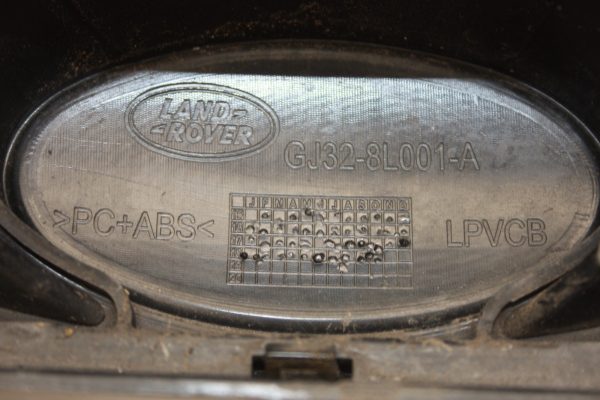 LAND-
-ROVER
GJ32-8L001-A
>PC+ABS<
J F M A M J J A S O N D
LPVCB